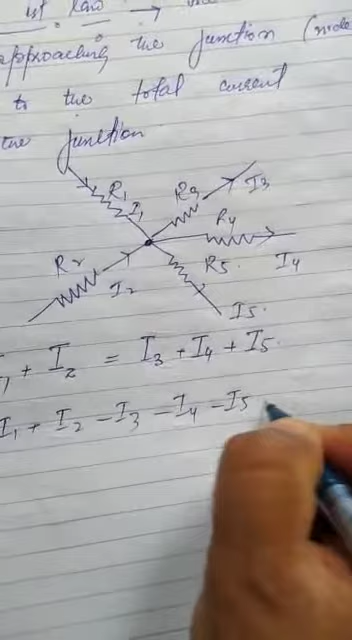 1st law →
approaching the junction (node
to the total current
the junction
R1 I1 R3 I3
R4
R2 I2 R5 I4
I5
I1 + I2 = I3 + I4 + I5
I1 + I2 - I3 - I4 - I5